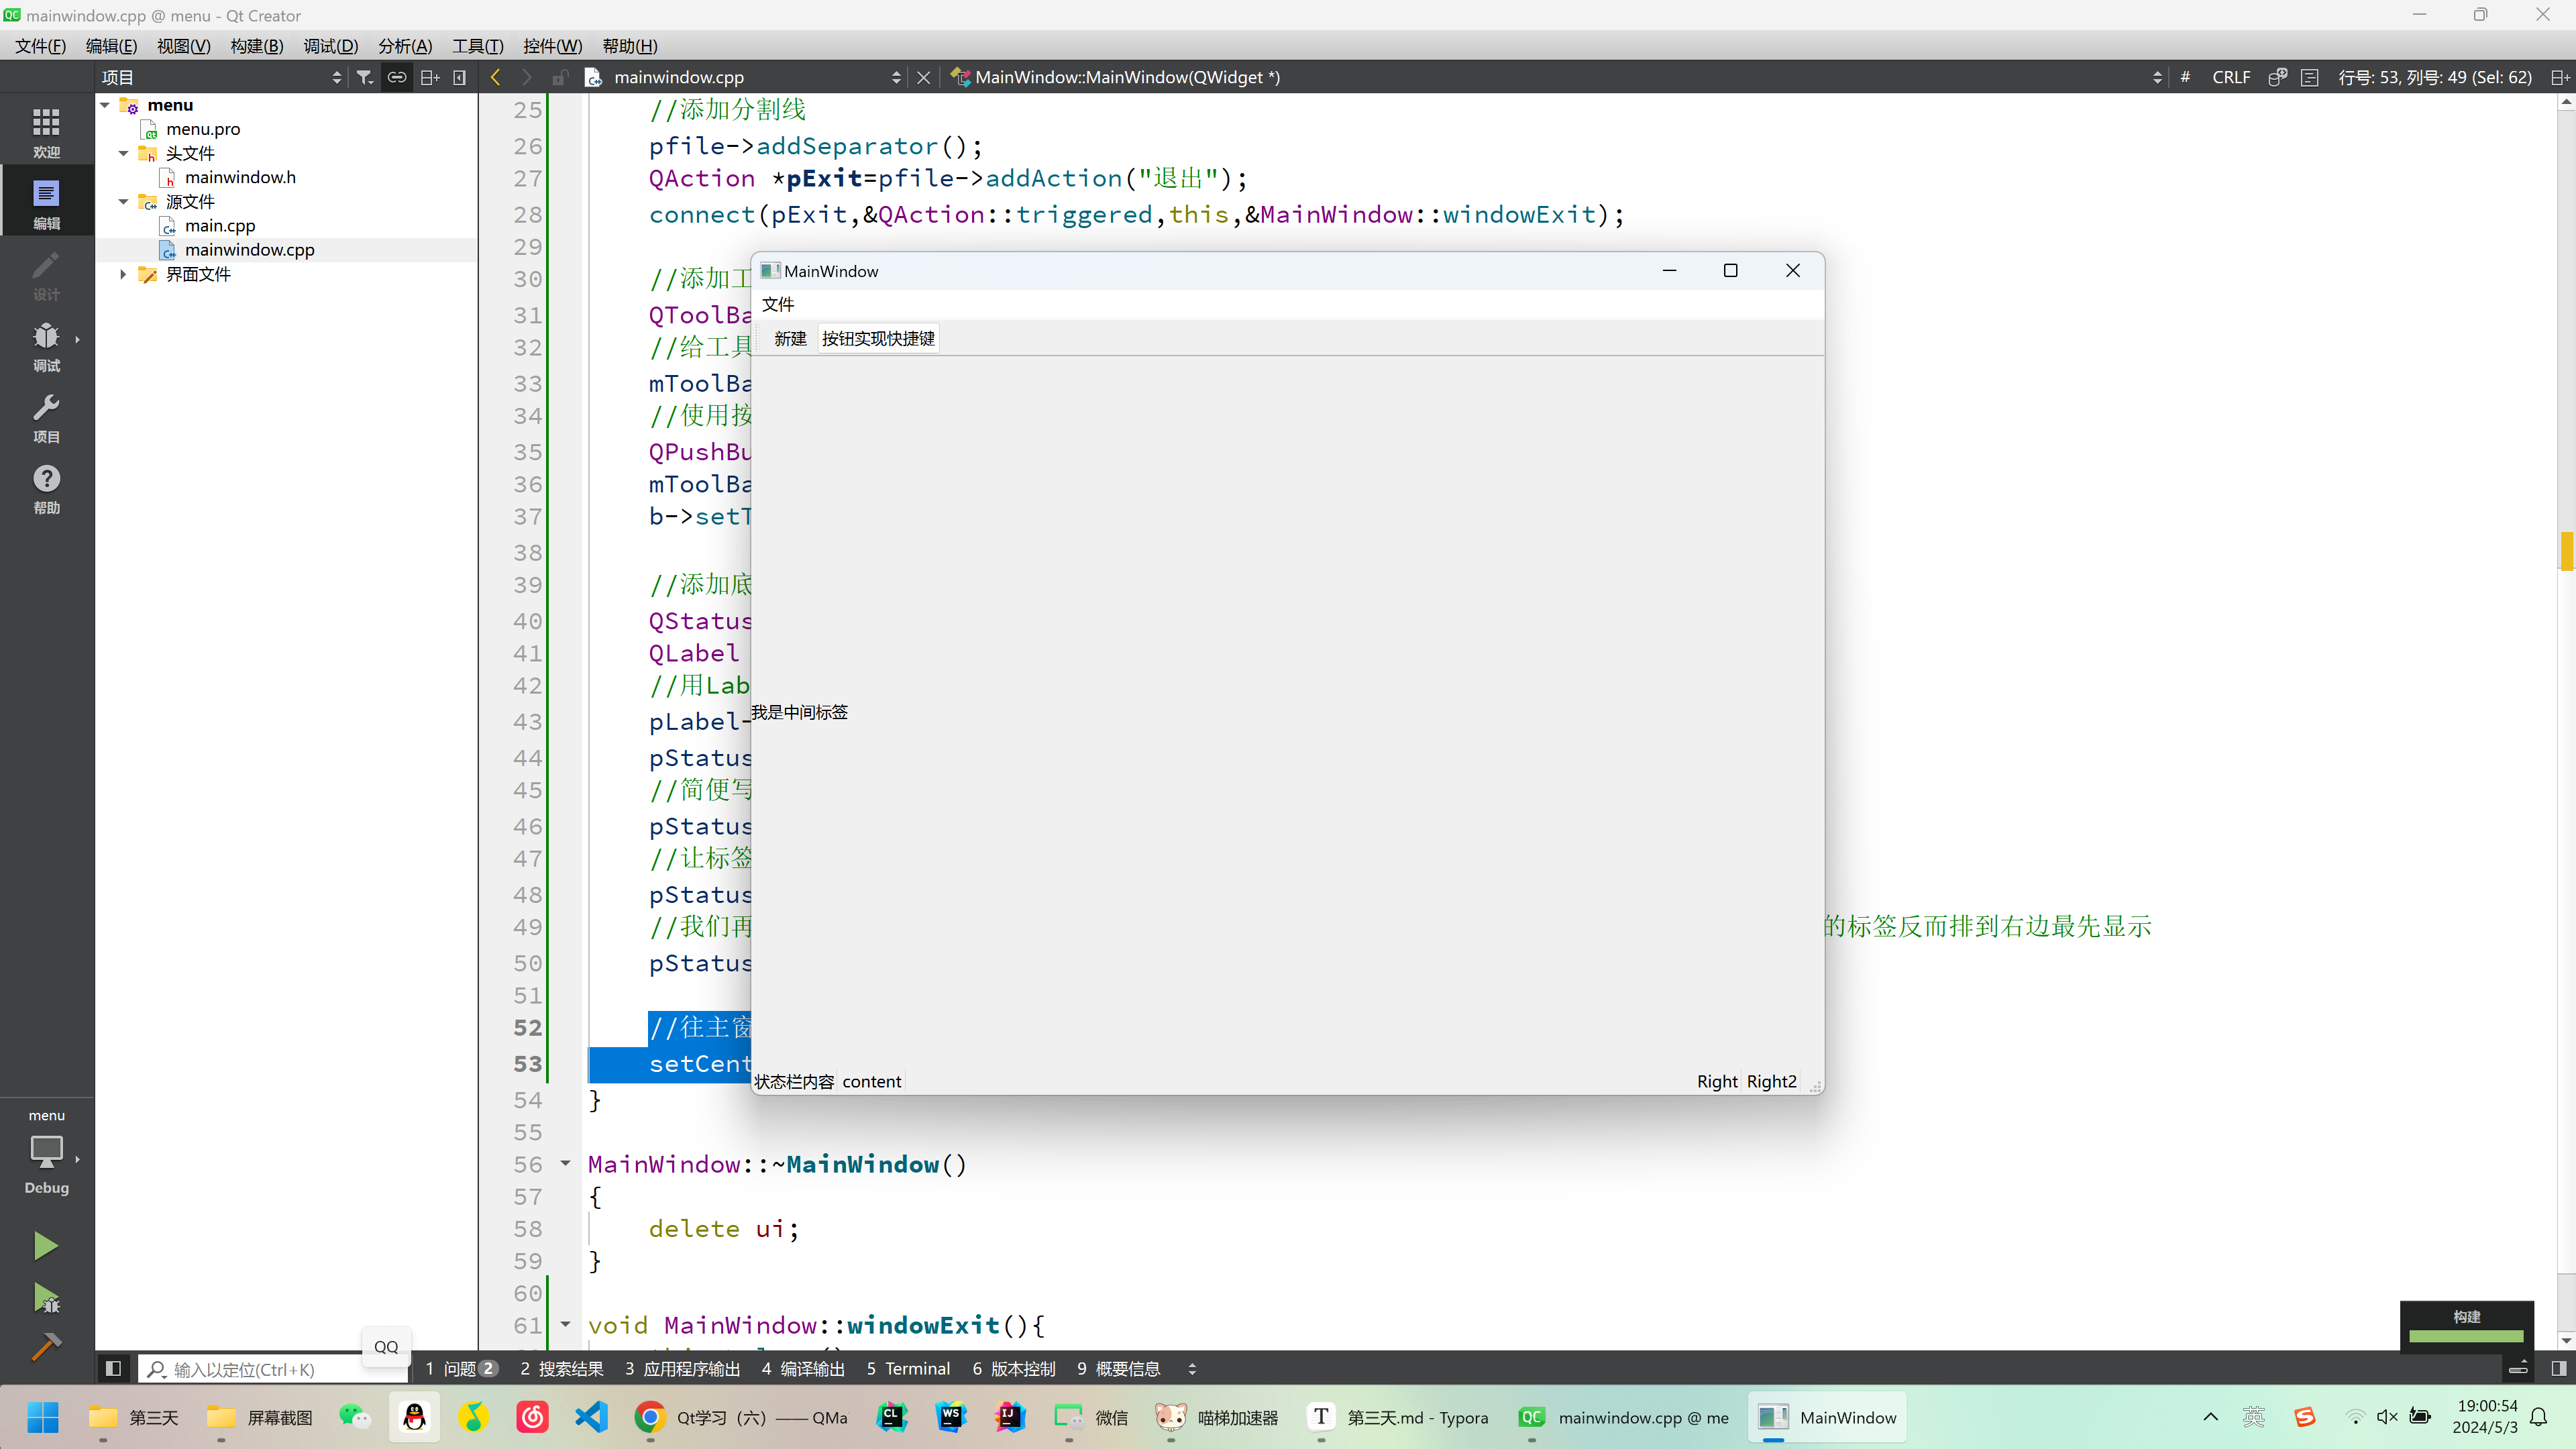 mainwindow.cpp @ menu - Qt Creator
文件(F) 编辑(E) 视图(V) 构建(B) 调试(D) 分析(A) 工具(T) 控件(W) 帮助(H)
项目
mainwindow.cpp
MainWindow::MainWindow(QWidget *)
# CRLF 行号: 53, 列号: 49 (Sel: 62)
欢迎
编辑
设计
调试
项目
帮助
menu
Debug
menu
menu.pro
头文件
mainwindow.h
源文件
main.cpp
mainwindow.cpp
界面文件
25 //添加分割线
26 pfile->addSeparator();
27 QAction *pExit=pfile->addAction("退出");
28 connect(pExit,&QAction::triggered,this,&MainWindow::windowExit);
29
30 //添加工
31 QToolBa
32 //给工具
33 mToolBa
34 //使用按
35 QPushBu
36 mToolBa
37 b->setT
38
39 //添加底
40 QStatus
41 QLabel
42 //用Lab
43 pLabel-
44 pStatus
45 //简便写
46 pStatus
47 //让标签
48 pStatus
49 //我们再 的标签反而排到右边最先显示
50 pStatus
51
52 //往主窗
53 setCent
54 }
55
56 MainWindow::~MainWindow()
57 {
58 delete ui;
59 }
60
61 void MainWindow::windowExit(){
MainWindow
文件
新建 按钮实现快捷键
我是中间标签
状态栏内容 content Right Right2
构建
QQ
输入以定位(Ctrl+K)
1 问题 2 2 搜索结果 3 应用程序输出 4 编译输出 5 Terminal 6 版本控制 9 概要信息
第三天 屏幕截图 Qt学习（六）—— QMa 微信 喵梯加速器 第三天.md - Typora mainwindow.cpp @ me MainWindow
英
19:00:54
2024/5/3